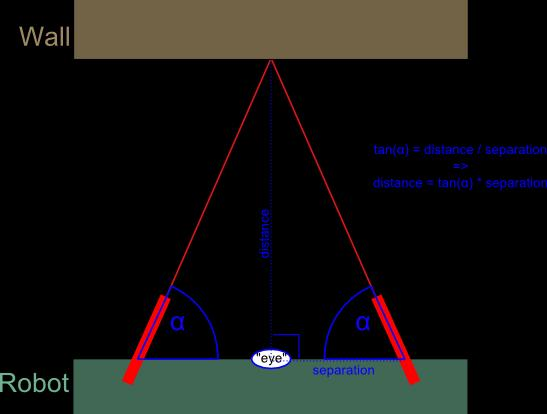 Wall
tan(α) = distance / separation
=>
distance = tan(α) * separation
distance
α
α
"eye"
separation
Robot